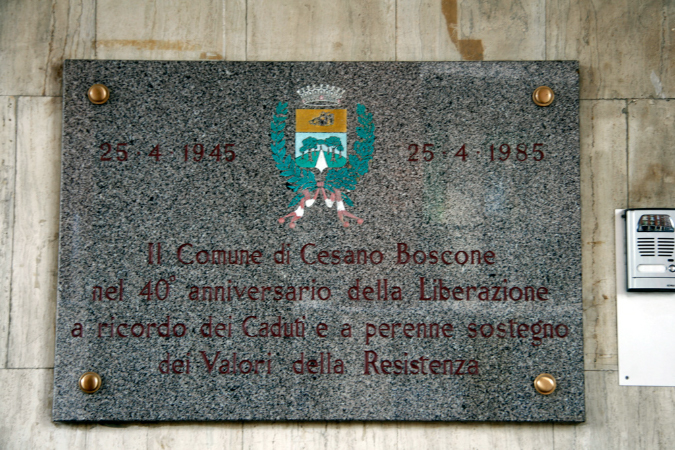 25 4 1945 25 · 4 · 1985
Il Comune di Cesano Boscone
nel 40° anniversario della Liberazione
a ricordo dei Caduti e a perenne sostegno
dei Valori della Resistenza